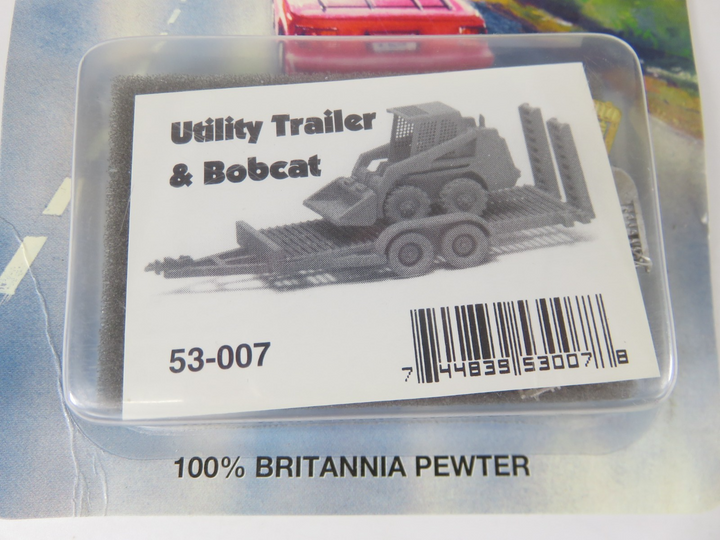 Utility Trailer
& Bobcat
53-007
7 44839 53007 8
100% BRITANNIA PEWTER